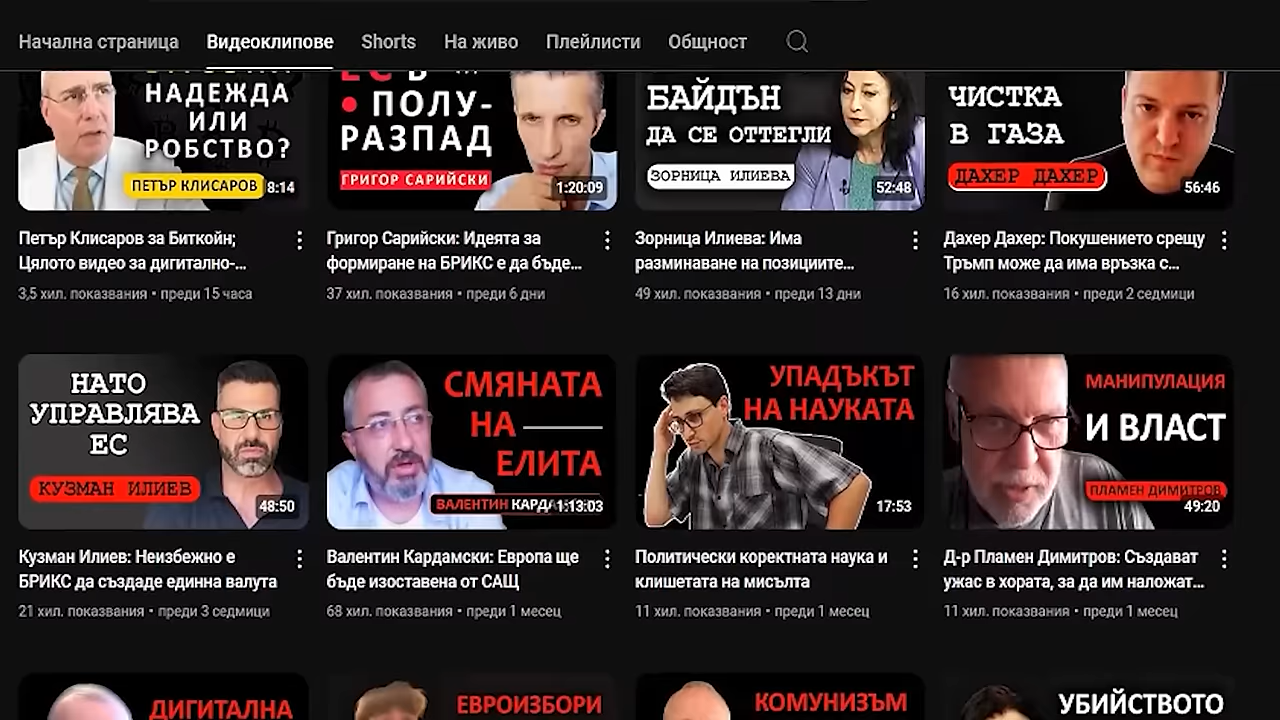 Начална страница Видеоклипове Shorts На живо Плейлисти Общност
НАДЕЖДА
ИЛИ
РОБСТВО?
ПЕТЪР КЛИСАРОВ 8:14
ЕС В
• ПОЛУ-
РАЗПАД
ГРИГОР САРИЙСКИ
1:20:09
БАЙДЪН
ДА СЕ ОТТЕГЛИ
ЗОРНИЦА ИЛИЕВА
52:48
ЧИСТКА
В ГАЗА
ДАХЕР ДАХЕР
56:46
Петър Клисаров за Биткойн;
Цялото видео за дигитално-...
3,5 хил. показвания • преди 15 часа
Григор Сарийски: Идеята за
формиране на БРИКС е да бъде...
37 хил. показвания • преди 6 дни
Зорница Илиева: Има
разминаване на позициите...
49 хил. показвания • преди 13 дни
Дахер Дахер: Покушението срещу
Тръмп може да има връзка с...
16 хил. показвания • преди 2 седмици
НАТО
УПРАВЛЯВА
ЕС
КУЗМАН ИЛИЕВ
48:50
СМЯНАТА
НА
ЕЛИТА
ВАЛЕНТИН 1:13:03
УПАДЪКЪТ
НА НАУКАТА
17:53
МАНИПУЛАЦИЯ
И ВЛАСТ
ПЛАМЕН ДИМИТРОВ
49:20
Кузман Илиев: Неизбежно е
БРИКС да създаде единна валута
21 хил. показвания • преди 3 седмици
Валентин Кардамски: Европа ще
бъде изоставена от САЩ
68 хил. показвания • преди 1 месец
Политически коректната наука и
клишетата на мисълта
11 хил. показвания • преди 1 месец
Д-р Пламен Димитров: Създават
ужас в хората, за да им наложат...
11 хил. показвания • преди 1 месец
ДИГИТАЛНА
ЕВРОИЗБОРИ
КОМУНИЗЪМ
УБИЙСТВОТО